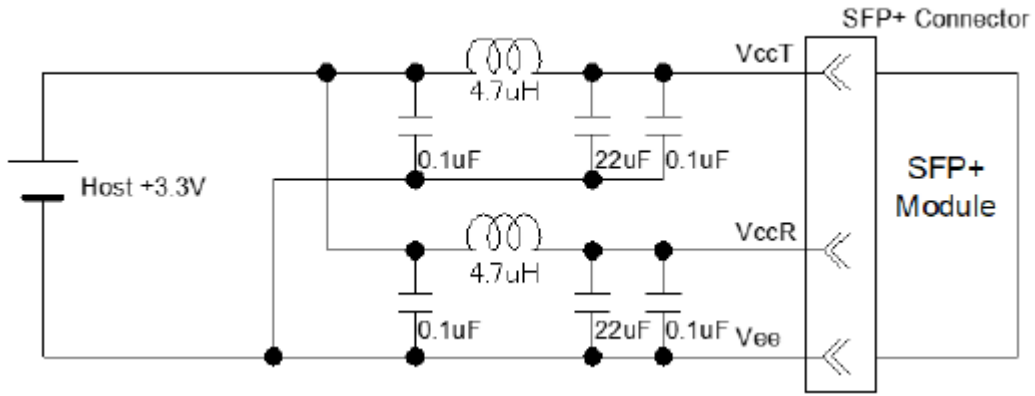 SFP+ Connector
VccT
4.7uH
0.1uF
22uF
0.1uF
Host +3.3V
SFP+
Module
VccR
4.7uH
0.1uF
22uF
0.1uF
Vee